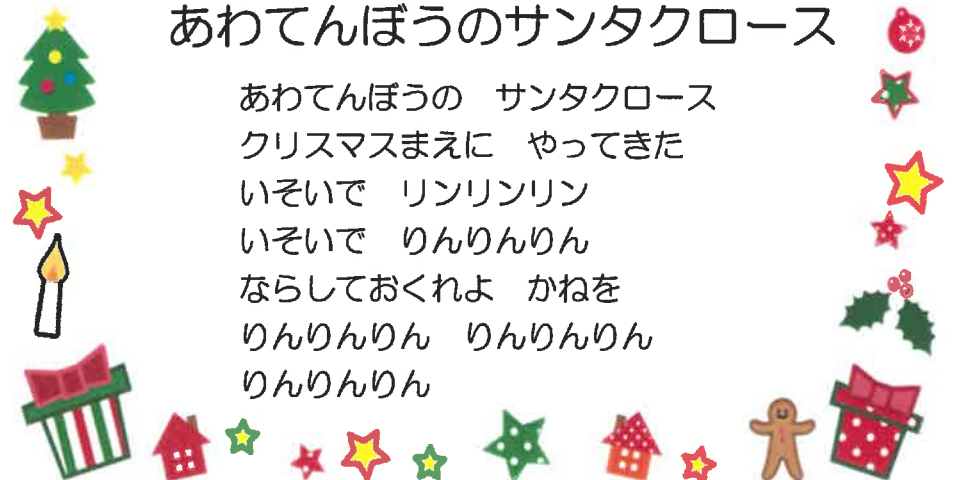 あわてんぼうのサンタクロース
あわてんぼうの　サンタクロース
クリスマスまえに　やってきた
いそいで　リンリンリン
いそいで　りんりんりん
ならしておくれよ　かねを
りんりんりん　りんりんりん
りんりんりん